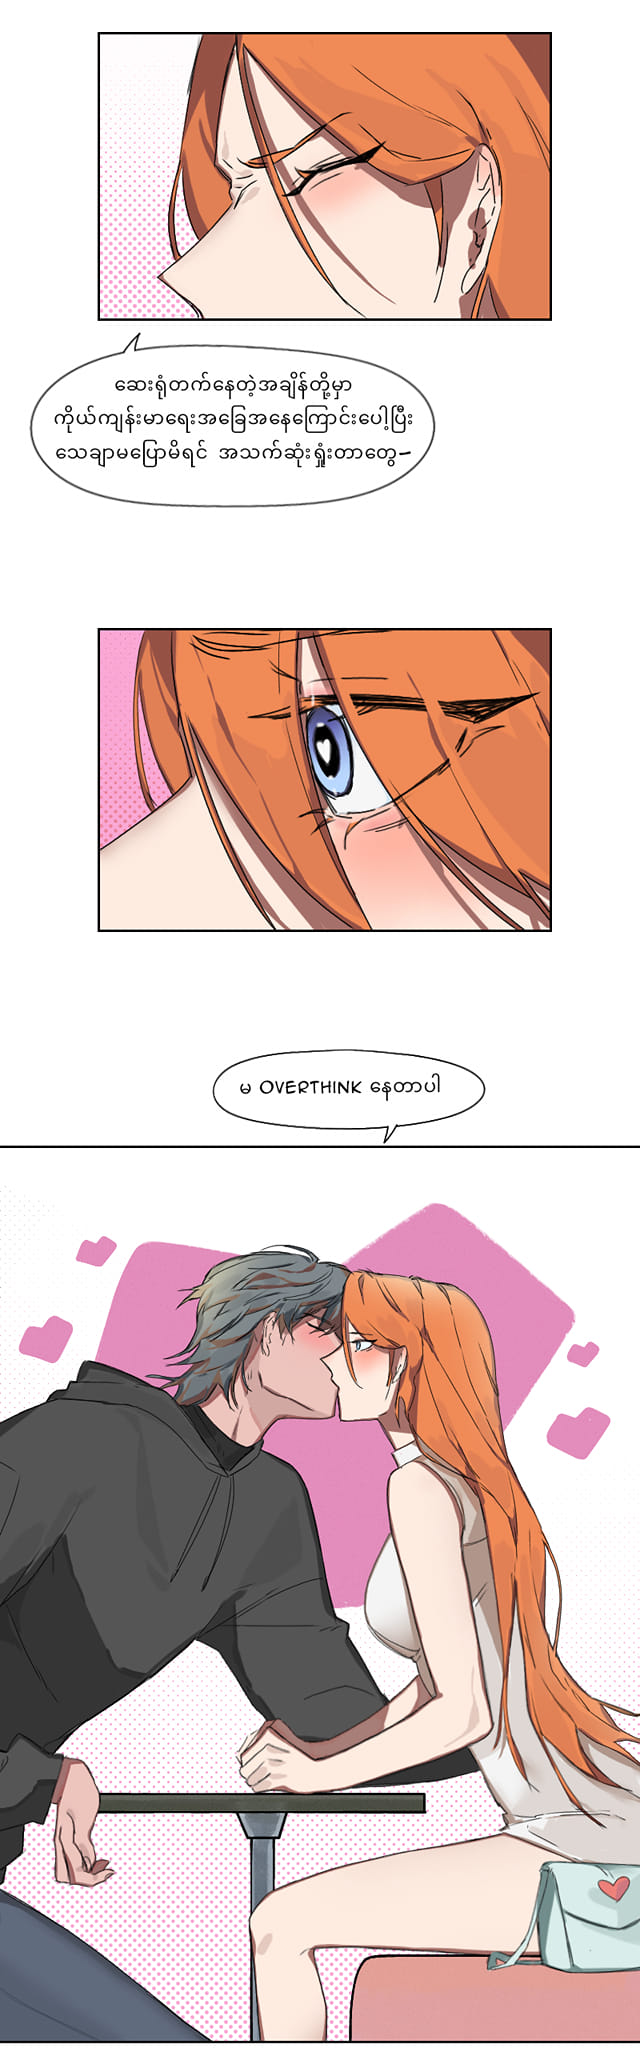 ဆေးရုံတက်နေတဲ့အချိန်တို့မှာ
ကိုယ်ကျန်းမာရေးအခြေအနေကြောင်းပေါ့ပြီး
သေချာမပြောမိရင် အသက်ဆုံးရှုံးတာတွေ–
မ OVERTHINK နေတာပါ